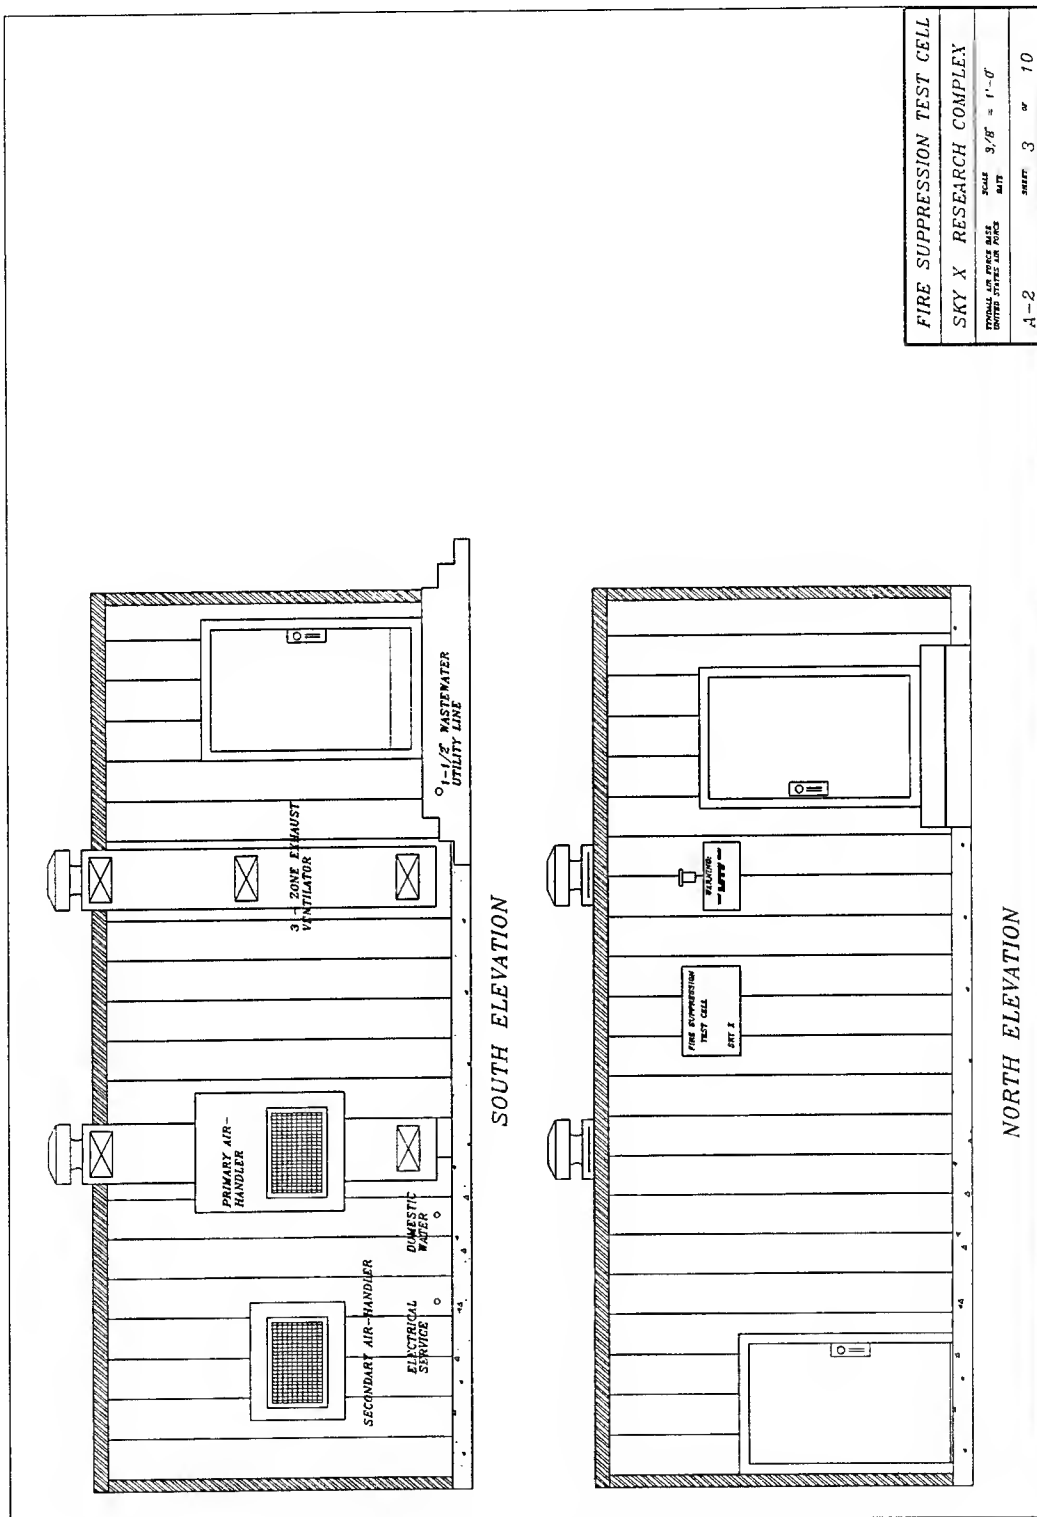 PRIMARY AIR-
HANDLER
SECONDARY AIR-HANDLER
ELECTRICAL
SERVICE
DOMESTIC
WATER
3 - ZONE EXHAUST
VENTILATOR
1-1/2" WASTEWATER
UTILITY LINE
SOUTH ELEVATION
FIRE SUPPRESSION
TEST CELL
SKY X
WARNING:
NORTH ELEVATION
FIRE SUPPRESSION TEST CELL
SKY X RESEARCH COMPLEX
TYNDALL AIR FORCE BASE
UNITED STATES AIR FORCE
SCALE 3/8" = 1'-0"
DATE
A-2 SHEET 3 OF 10